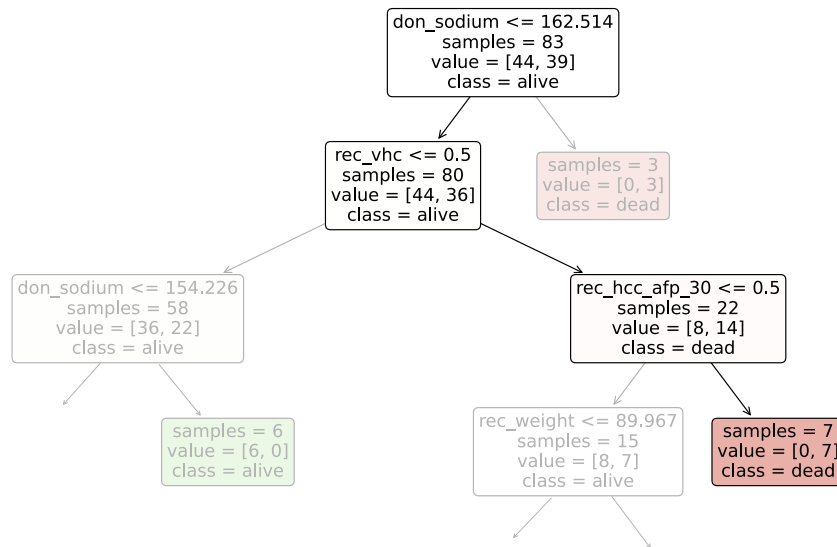 don_sodium <= 162.514
samples = 83
value = [44, 39]
class = alive
rec_vhc <= 0.5
samples = 80
value = [44, 36]
class = alive
samples = 3
value = [0, 3]
class = dead
don_sodium <= 154.226
samples = 58
value = [36, 22]
class = alive
rec_hcc_afp_30 <= 0.5
samples = 22
value = [8, 14]
class = dead
samples = 6
value = [6, 0]
class = alive
rec_weight <= 89.967
samples = 15
value = [8, 7]
class = alive
samples = 7
value = [0, 7]
class = dead